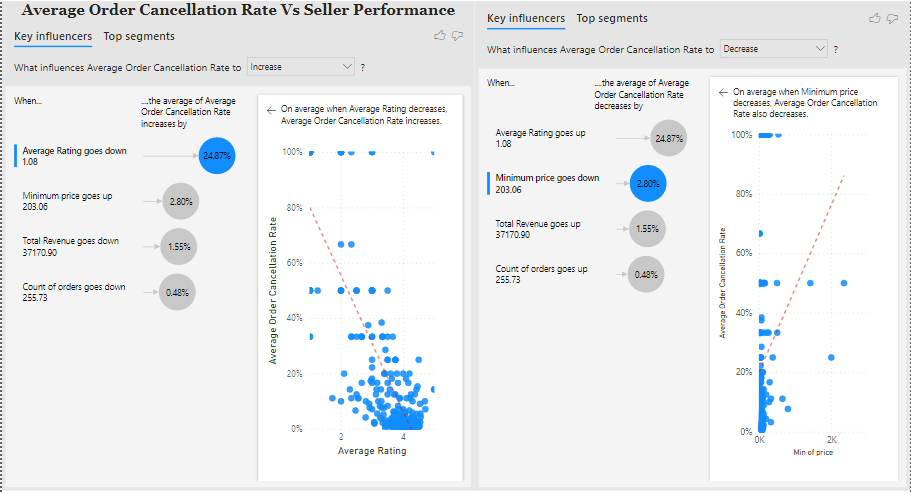 Average Order Cancellation Rate Vs Seller Performance
Key influencers Top segments
What influences Average Order Cancellation Rate to Increase ?
When...
....the average of Average
Order Cancellation Rate
increases by
Average Rating goes down
1.08
24.87%
Minimum price goes up
203.06
2.80%
Total Revenue goes down
37170.90
1.55%
Count of orders goes down
255.73
0.48%
← On average when Average Rating decreases,
Average Order Cancellation Rate increases.
Average Order Cancellation Rate
100%
80%
60%
40%
20%
0%
2 4
Average Rating
Key influencers Top segments
What influences Average Order Cancellation Rate to Decrease ?
When...
....the average of Average
Order Cancellation Rate
decreases by
Average Rating goes up
1.08
24.87%
Minimum price goes down
203.06
2.80%
Total Revenue goes up
37170.90
1.55%
Count of orders goes up
255.73
0.48%
← On average when Minimum price
decreases, Average Order Cancellation
Rate also decreases.
Average Order Cancellation Rate
100%
80%
60%
40%
20%
0%
0K 2K
Min of price